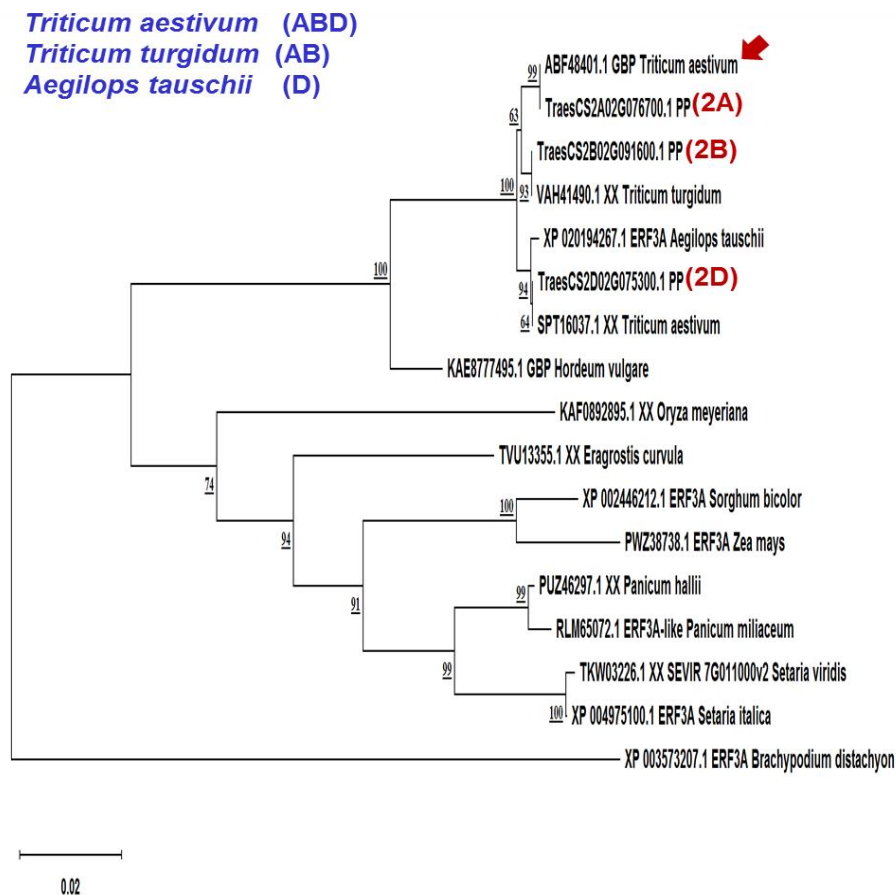 Triticum aestivum (ABD)
Triticum turgidum (AB)
Aegilops tauschii (D)
ABF48401.1 GBP Triticum aestivum
99
TraesCS2A02G076700.1 PP (2A)
63
TraesCS2B02G091600.1 PP (2B)
100
93
VAH41490.1 XX Triticum turgidum
XP 020194267.1 ERF3A Aegilops tauschii
100
TraesCS2D02G075300.1 PP (2D)
94
64
SPT16037.1 XX Triticum aestivum
KAE8777495.1 GBP Hordeum vulgare
KAF0892895.1 XX Oryza meyeriana
TVU13355.1 XX Eragrostis curvula
74
XP 002446212.1 ERF3A Sorghum bicolor
100
94
PWZ38738.1 ERF3A Zea mays
PUZ46297.1 XX Panicum hallii
99
91
RLM65072.1 ERF3A-like Panicum miliaceum
99
TKW03226.1 XX SEVIR 7G011000v2 Setaria viridis
100
XP 004975100.1 ERF3A Setaria italica
XP 003573207.1 ERF3A Brachypodium distachyon
0.02